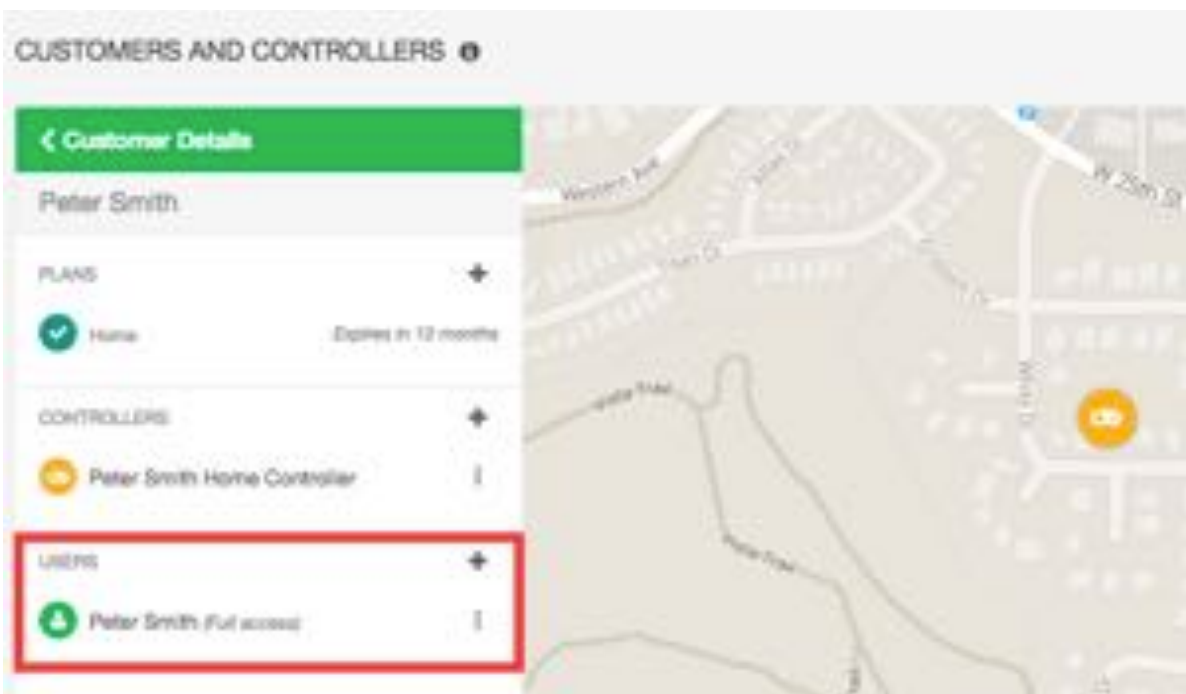 CUSTOMERS AND CONTROLLERS
Customer Details
Peter Smith
PLANS
Home Expires in 12 months
CONTROLLERS
Peter Smith Home Controller
USERS
Peter Smith (Full access)
Western Ave
W 25th St